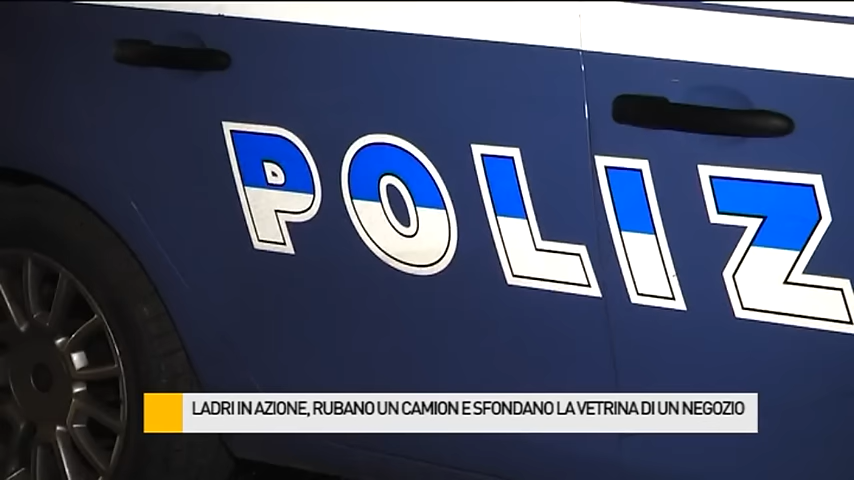 POLIZ
LADRI IN AZIONE, RUBANO UN CAMION E SFONDANO LA VETRINA DI UN NEGOZIO